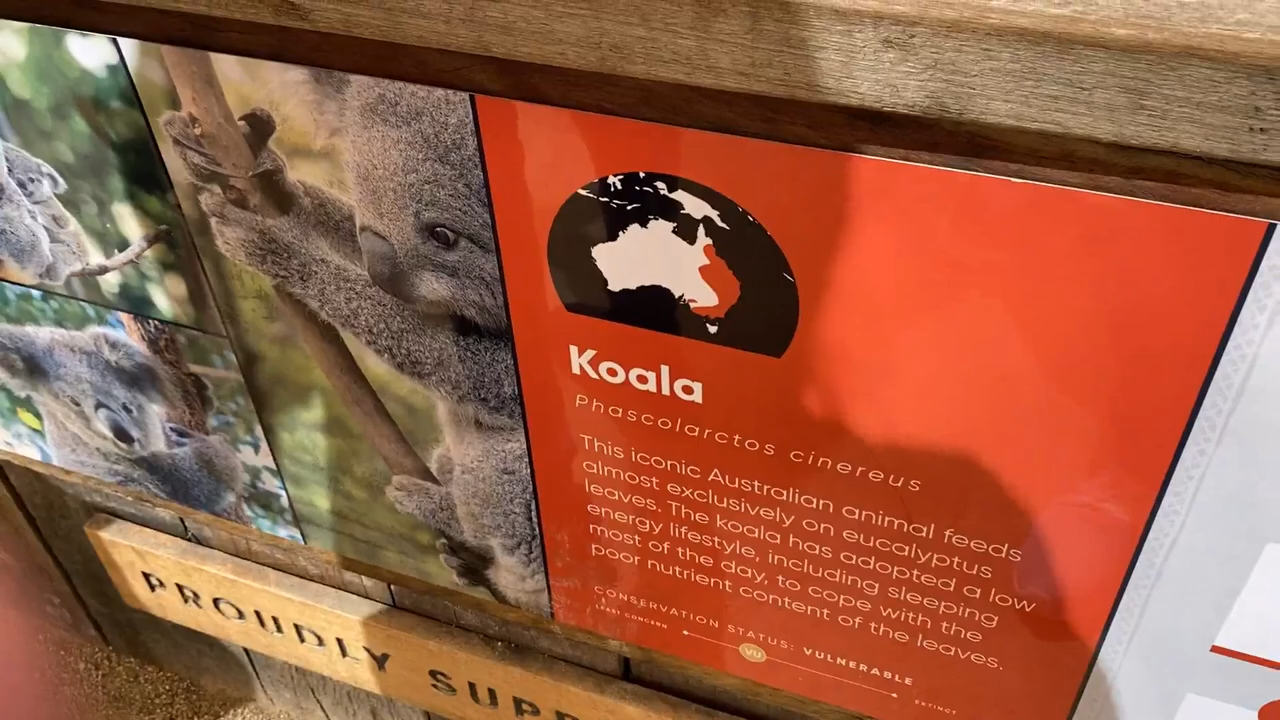 Koala
Phascolarctos cinereus
This iconic Australian animal feeds
almost exclusively on eucalyptus
leaves. The koala has adopted a low
energy lifestyle, including sleeping
most of the day, to cope with the
poor nutrient content of the leaves.
CONSERVATION STATUS: VULNERABLE
LEAST CONCERN
VU
EXTINCT
PROUDLY